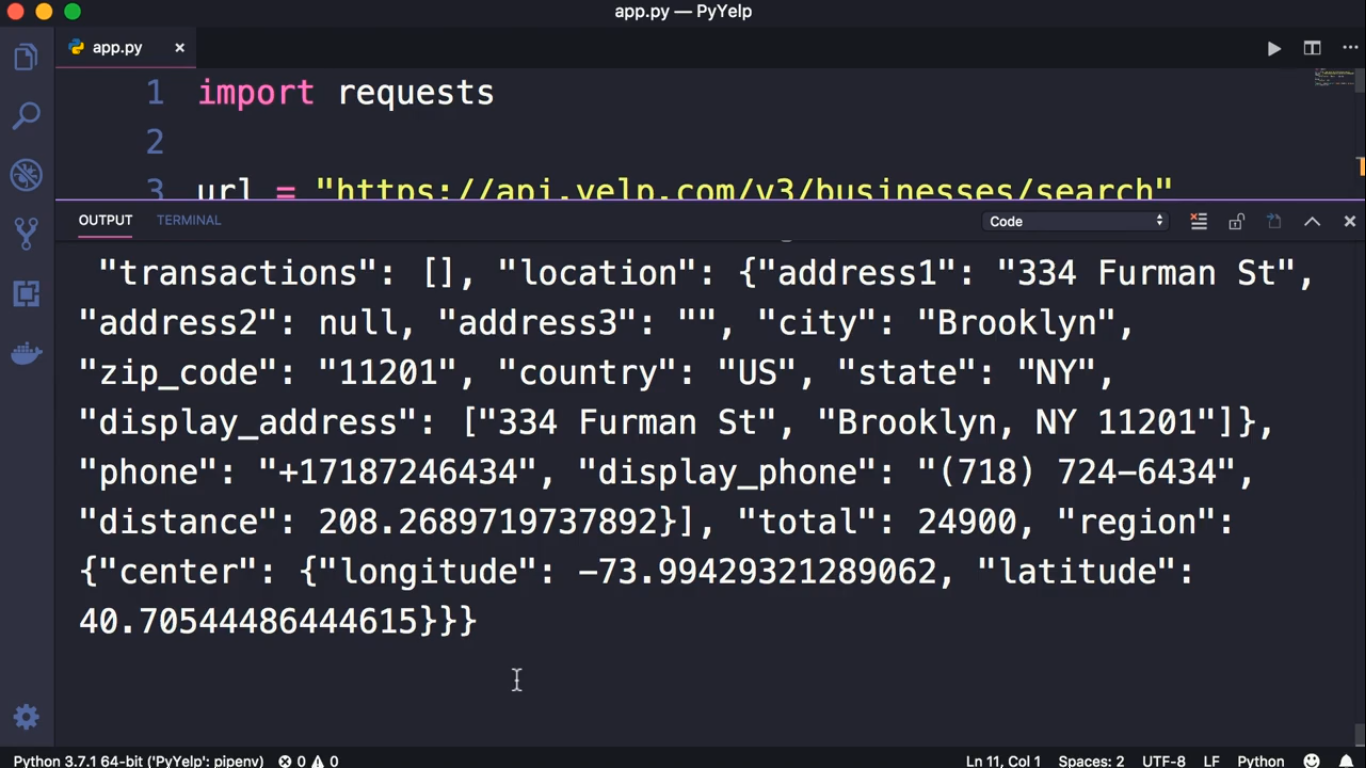 app.py — PyYelp
app.py
1 import requests
2
3 url = "https://api.yelp.com/v3/businesses/search"
OUTPUT TERMINAL
Code
"transactions": [], "location": {"address1": "334 Furman St",
"address2": null, "address3": "", "city": "Brooklyn",
"zip_code": "11201", "country": "US", "state": "NY",
"display_address": ["334 Furman St", "Brooklyn, NY 11201"]},
"phone": "+17187246434", "display_phone": "(718) 724-6434",
"distance": 208.2689719737892}], "total": 24900, "region":
{"center": {"longitude": -73.99429321289062, "latitude":
40.70544486444615}}}
Python 3.7.1 64-bit ('PyYelp': pipenv) 0 0 Ln 11, Col 1 Spaces: 2 UTF-8 LF Python